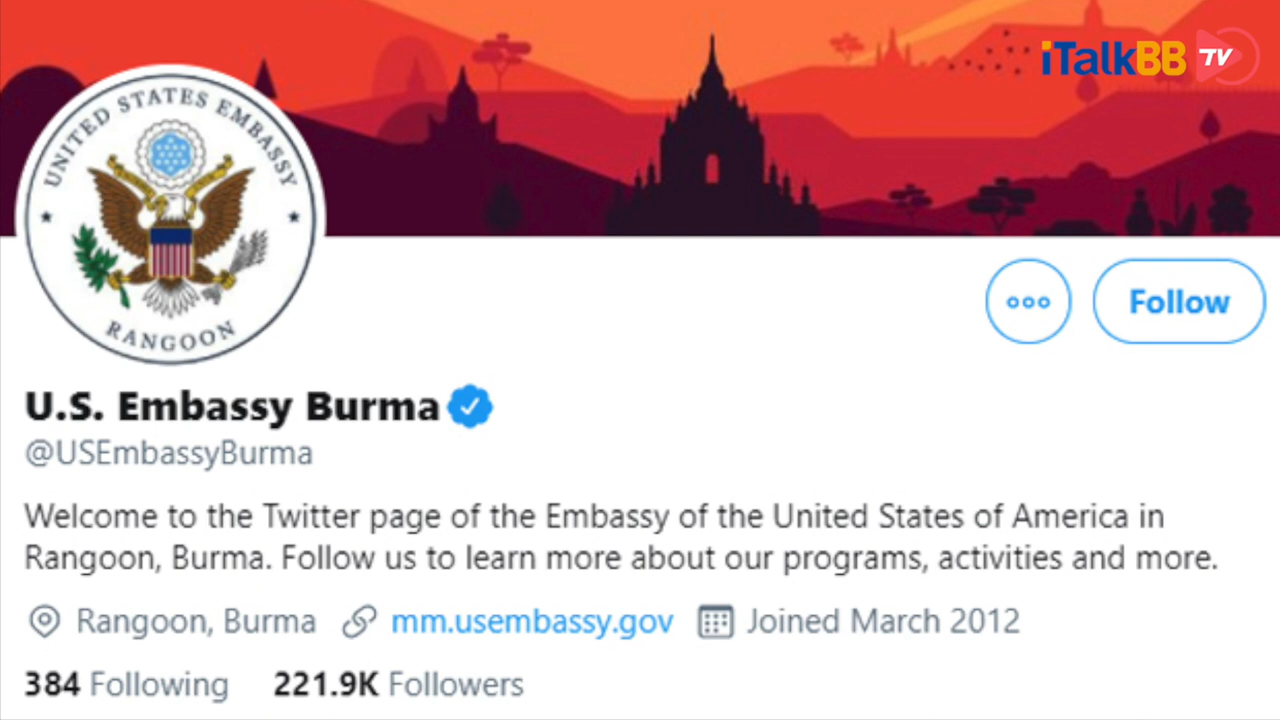 iTalkBB TV
UNITED STATES EMBASSY
RANGOON
Follow
U.S. Embassy Burma
@USEmbassyBurma
Welcome to the Twitter page of the Embassy of the United States of America in
Rangoon, Burma. Follow us to learn more about our programs, activities and more.
Rangoon, Burma mm.usembassy.gov Joined March 2012
384 Following 221.9K Followers